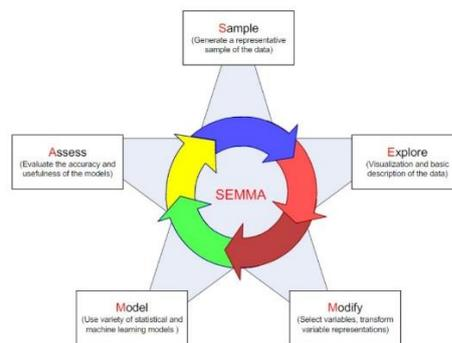 Sample
(Generate a representative
sample of the data)
Assess
(Evaluate the accuracy and
usefulness of the models)
Explore
(Visualization and basic
description of the data)
SEMMA
Model
(Use variety of statistical and
machine learning models )
Modify
(Select variables, transform
variable representations)